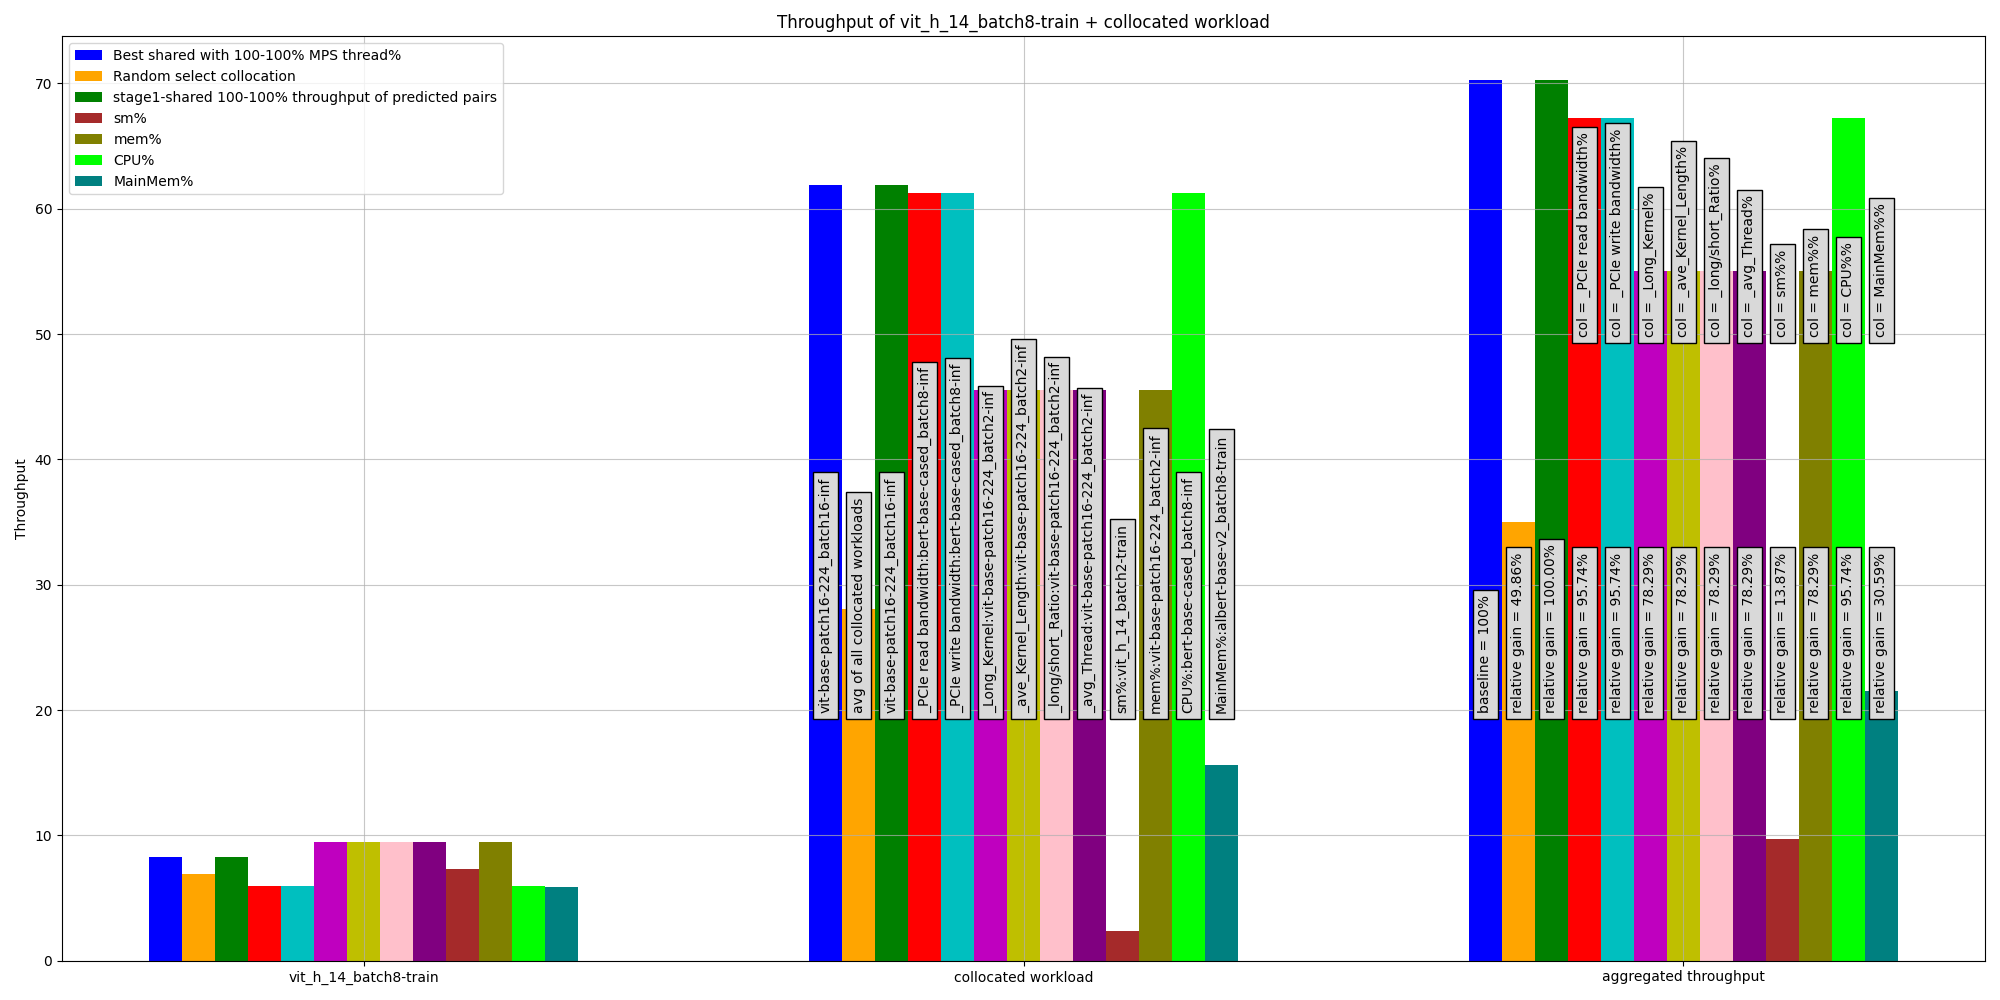 Throughput of vit_h_14_batch8-train + collocated workload
Best shared with 100-100% MPS thread%
Random select collocation
stage1-shared 100-100% throughput of predicted pairs
sm%
mem%
CPU%
MainMem%
Throughput
70
60
50
40
30
20
10
0
vit-base-patch16-224_batch16-inf
avg of all collocated workloads
vit-base-patch16-224_batch16-inf
_PCIe read bandwidth:bert-base-cased_batch8-inf
_PCIe write bandwidth:bert-base-cased_batch8-inf
_Long_Kernel:vit-base-patch16-224_batch2-inf
_ave_Kernel_Length:vit-base-patch16-224_batch2-inf
_long/short_Ratio:vit-base-patch16-224_batch2-inf
_avg_Thread:vit-base-patch16-224_batch2-inf
sm%:vit_h_14_batch2-train
mem%:vit-base-patch16-224_batch2-inf
CPU%:bert-base-cased_batch8-inf
MainMem%:albert-base-v2_batch8-train
col = _PCIe read bandwidth%
col = _PCIe write bandwidth%
col = _Long_Kernel%
col = _ave_Kernel_Length%
col = _long/short_Ratio%
col = _avg_Thread%
col = sm%%
col = mem%%
col = CPU%%
col = MainMem%%
baseline = 100%
relative gain = 49.86%
relative gain = 100.00%
relative gain = 95.74%
relative gain = 95.74%
relative gain = 78.29%
relative gain = 78.29%
relative gain = 78.29%
relative gain = 78.29%
relative gain = 13.87%
relative gain = 78.29%
relative gain = 95.74%
relative gain = 30.59%
vit_h_14_batch8-train
collocated workload
aggregated throughput